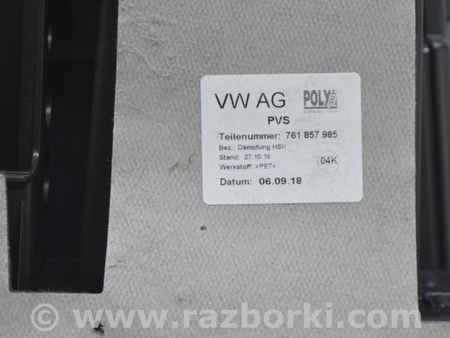 VW AG POLY
PVS
Teilenummer: 761 857 985
Bez.: Dämpfung HSK
Stand: 27.10.16
Werkstoff: >PET<
04K
Datum: 06.09.18
www.razborki.com